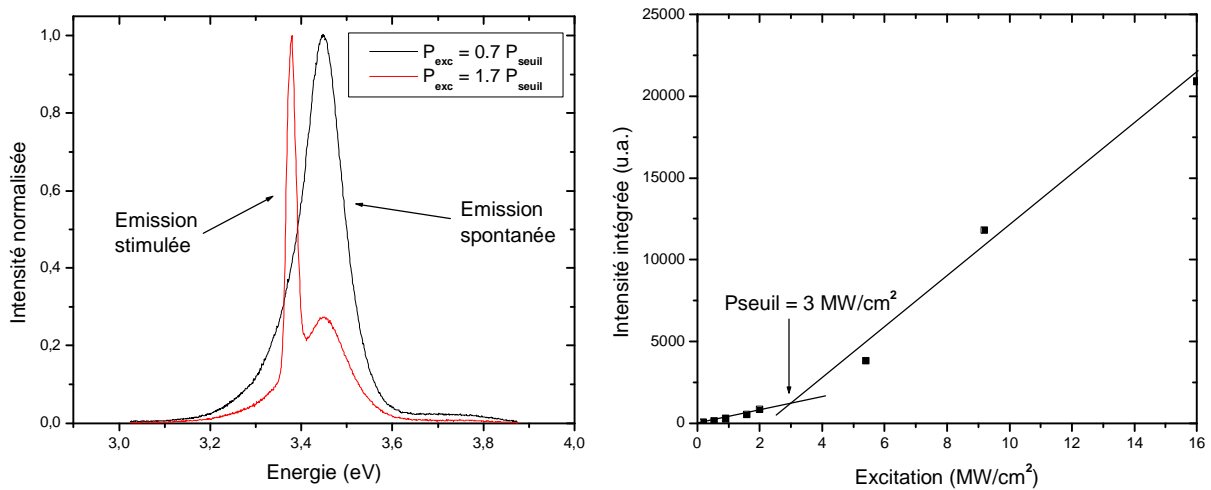 1,0
0,8
0,6
0,4
0,2
0,0
Intensité normalisée
P_exc = 0.7 P_seuil
P_exc = 1.7 P_seuil
Emission
stimulée
Emission
spontanée
3,0 3,2 3,4 3,6 3,8 4,0
Energie (eV)
25000
20000
15000
10000
5000
0
Intensité intégrée (u.a.)
Pseuil = 3 MW/cm²
0 2 4 6 8 10 12 14 16
Excitation (MW/cm²)